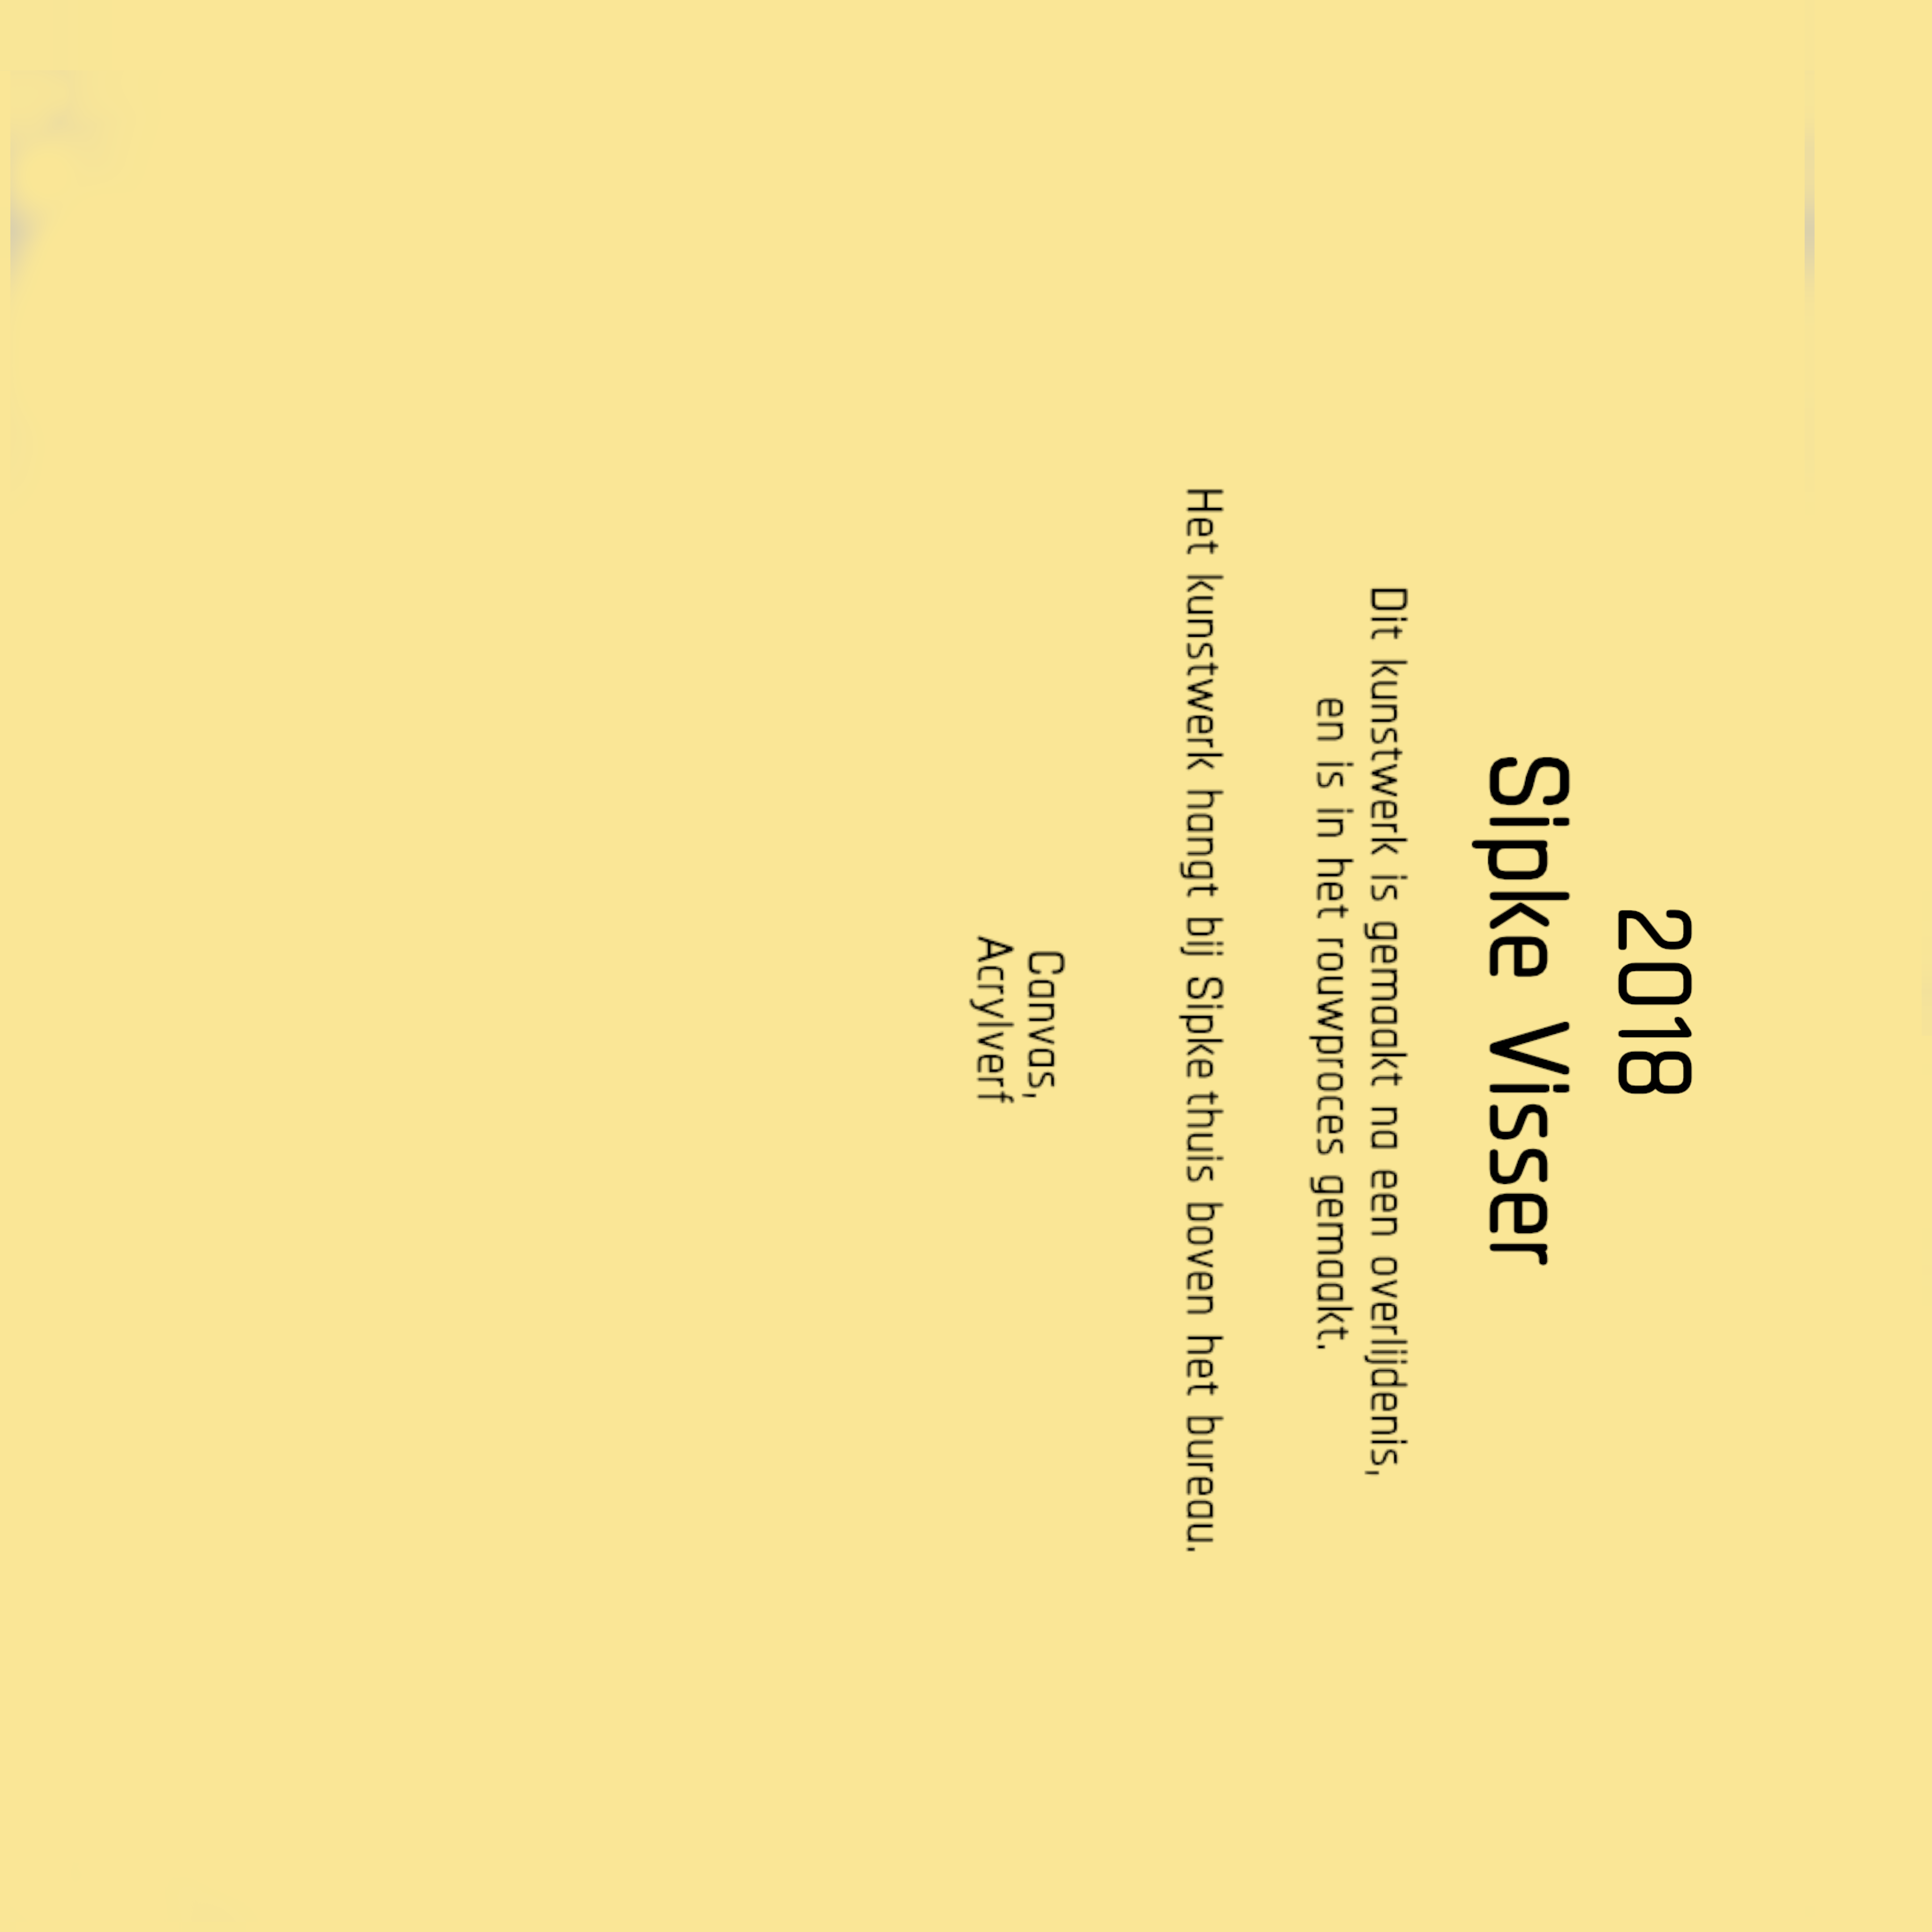 2018
Sipke Visser
Dit kunstwerk is gemaakt na een overlijdenis,
en is in het rouwproces gemaakt.
Het kunstwerk hangt bij Sipke thuis boven het bureau.
Canvas,
Acrylverf